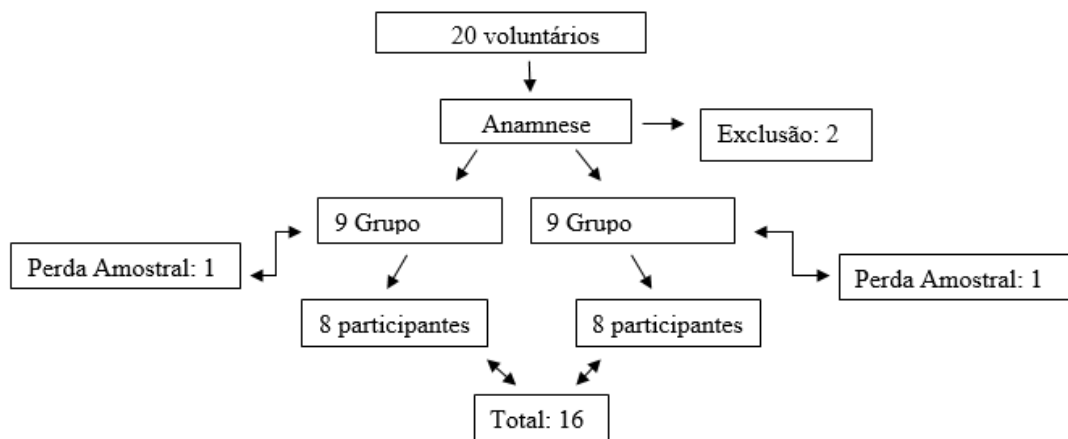 20 voluntários
Anamnese
Exclusão: 2
9 Grupo
9 Grupo
Perda Amostral: 1
Perda Amostral: 1
8 participantes
8 participantes
Total: 16